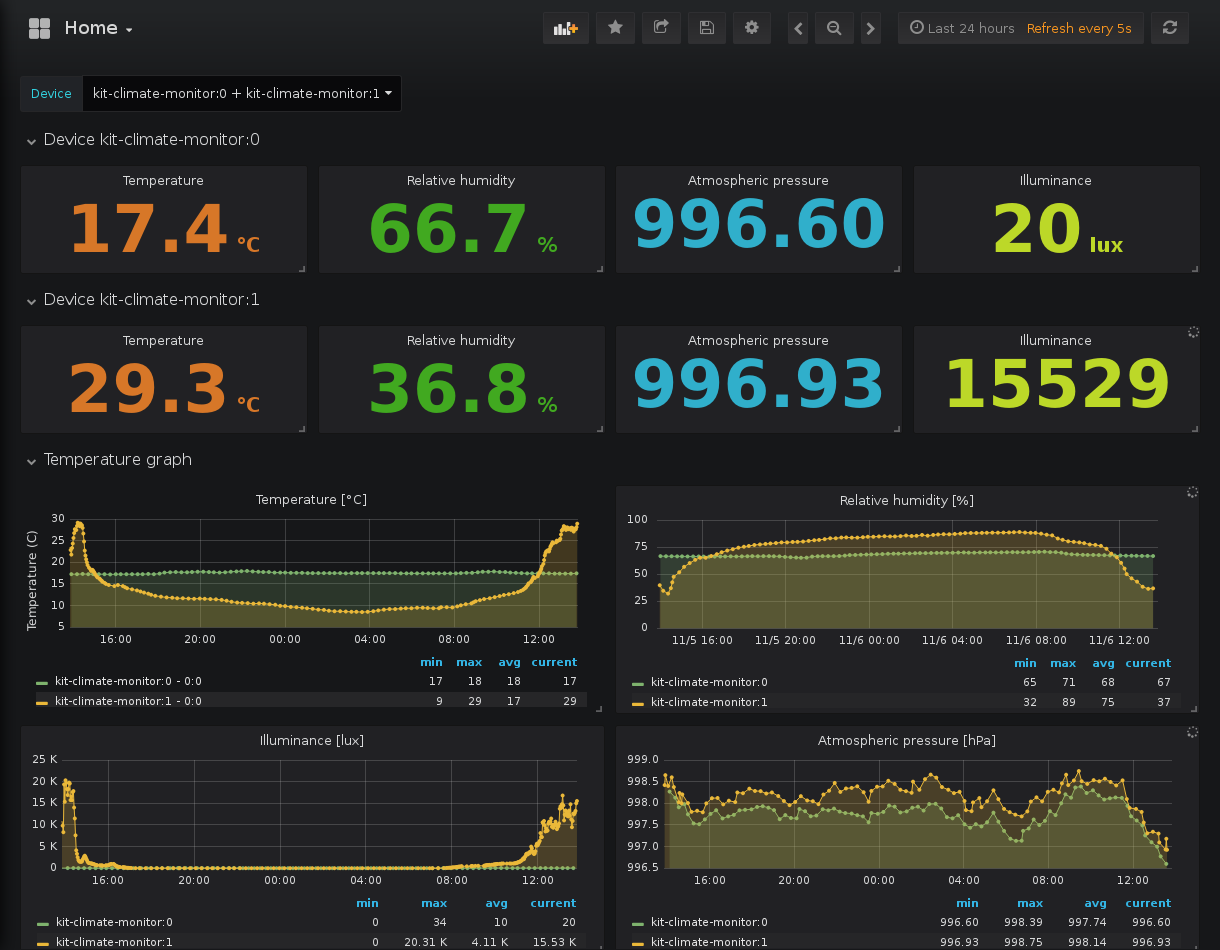 Home
Last 24 hours Refresh every 5s
Device kit-climate-monitor:0 + kit-climate-monitor:1
Device kit-climate-monitor:0
Temperature Relative humidity Atmospheric pressure Illuminance
17.4 °C 66.7 % 996.60 20 lux
Device kit-climate-monitor:1
Temperature Relative humidity Atmospheric pressure Illuminance
29.3 °C 36.8 % 996.93 15529
Temperature graph
Temperature [°C]
Temperature (C)
30
25
20
15
10
5
16:00 20:00 00:00 04:00 08:00 12:00
min max avg current
kit-climate-monitor:0 - 0:0 17 18 18 17
kit-climate-monitor:1 - 0:0 9 29 17 29
Relative humidity [%]
100
75
50
25
0
11/5 16:00 11/5 20:00 11/6 00:00 11/6 04:00 11/6 08:00 11/6 12:00
min max avg current
kit-climate-monitor:0 65 71 68 67
kit-climate-monitor:1 32 89 75 37
Illuminance [lux]
25 K
20 K
15 K
10 K
5 K
0
16:00 20:00 00:00 04:00 08:00 12:00
min max avg current
kit-climate-monitor:0 0 34 10 20
kit-climate-monitor:1 0 20.31 K 4.11 K 15.53 K
Atmospheric pressure [hPa]
999.0
998.5
998.0
997.5
997.0
996.5
16:00 20:00 00:00 04:00 08:00 12:00
min max avg current
kit-climate-monitor:0 996.60 998.39 997.74 996.60
kit-climate-monitor:1 996.93 998.75 998.14 996.93